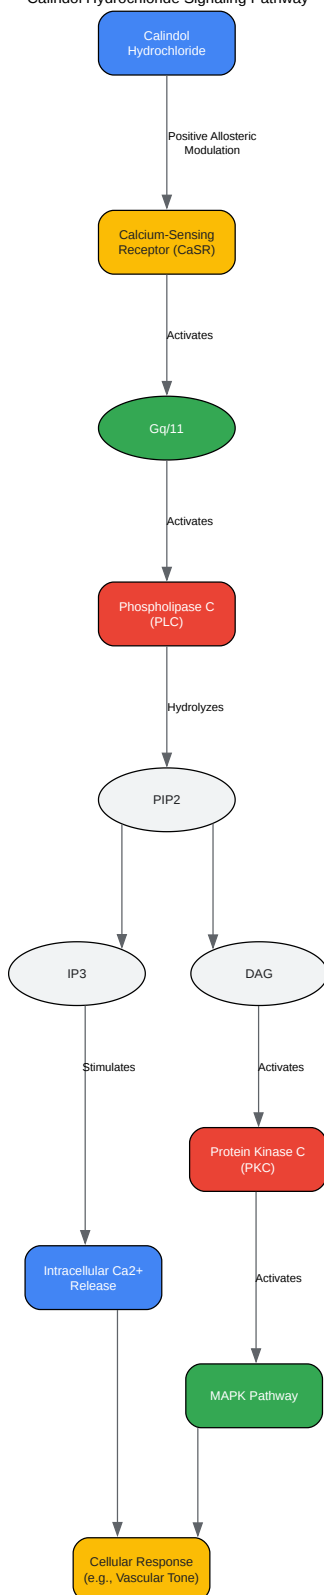 Calindol Hydrochloride Signaling Pathway
Calindol
Hydrochloride
Positive Allosteric
Modulation
Calcium-Sensing
Receptor (CaSR)
Activates
Gq/11
Activates
Phospholipase C
(PLC)
Hydrolyzes
PIP2
IP3
DAG
Stimulates
Activates
Protein Kinase C
(PKC)
Intracellular Ca2+
Release
Activates
MAPK Pathway
Cellular Response
(e.g., Vascular Tone)